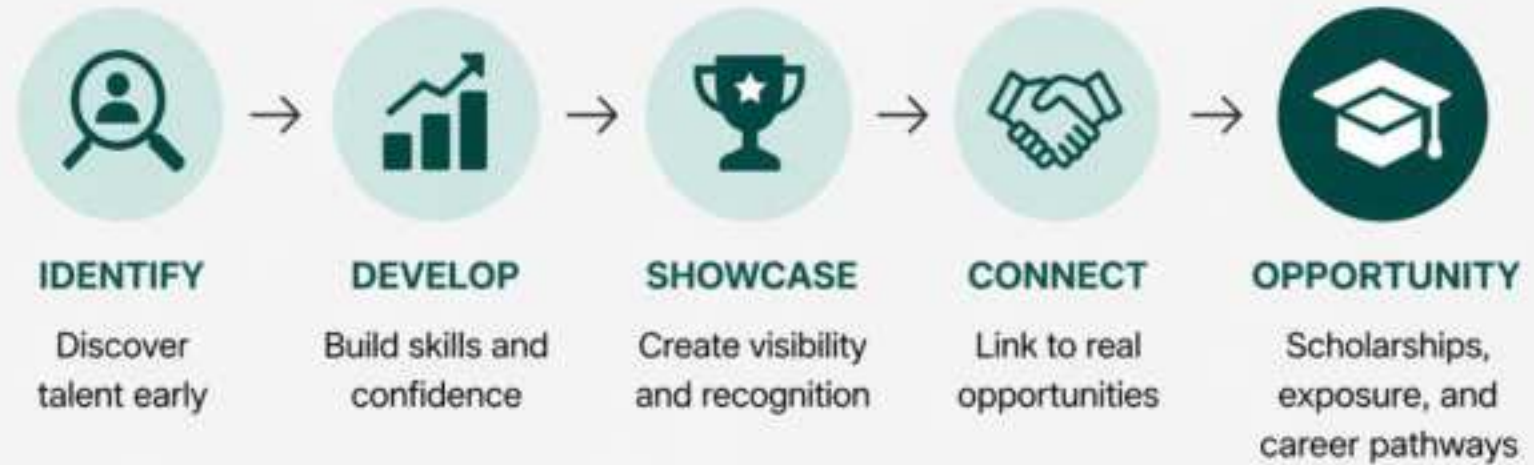 IDENTIFY
Discover
talent early
DEVELOP
Build skills and
confidence
SHOWCASE
Create visibility
and recognition
CONNECT
Link to real
opportunities
OPPORTUNITY
Scholarships,
exposure, and
career pathways